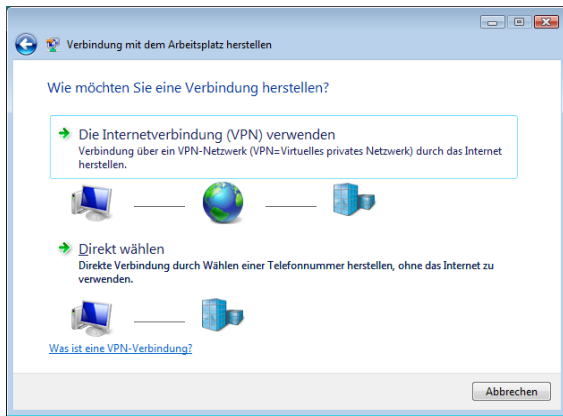 Verbindung mit dem Arbeitsplatz herstellen
Wie möchten Sie eine Verbindung herstellen?
Die Internetverbindung (VPN) verwenden
Verbindung über ein VPN-Netzwerk (VPN=Virtuelles privates Netzwerk) durch das Internet
herstellen.
Direkt wählen
Direkte Verbindung durch Wählen einer Telefonnummer herstellen, ohne das Internet zu
verwenden.
Was ist eine VPN-Verbindung?
Abbrechen